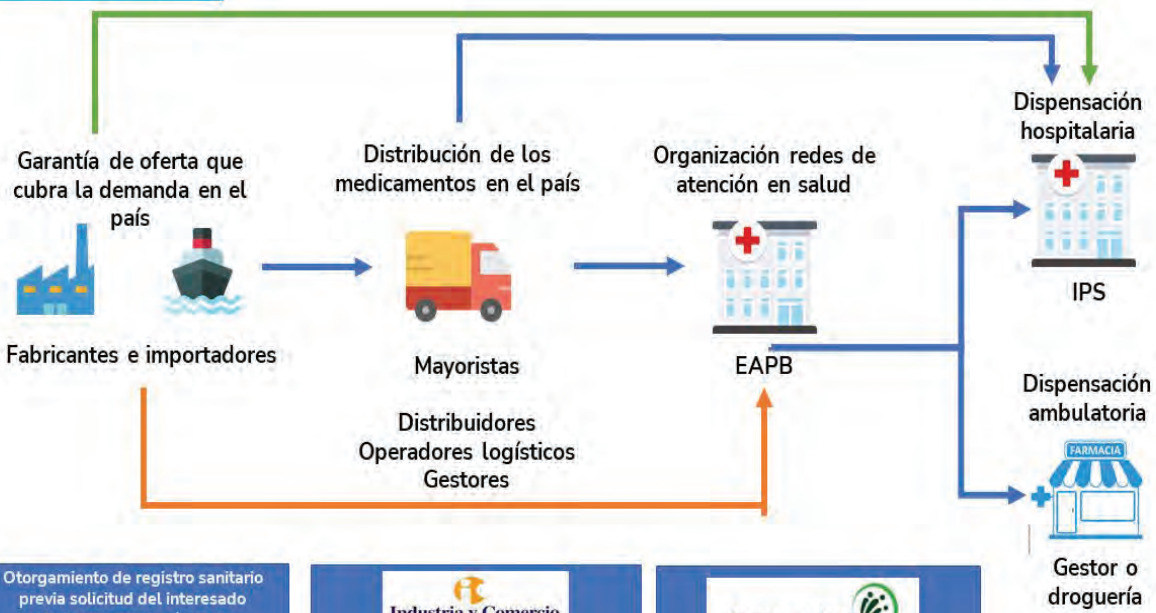 Garantía de oferta que
cubra la demanda en el
país
Fabricantes e importadores
Distribución de los
medicamentos en el país
Mayoristas
Distribuidores
Operadores logísticos
Gestores
Organización redes de
atención en salud
EAPB
Dispensación
hospitalaria
IPS
Dispensación
ambulatoria
FARMACIA
Gestor o
droguería
Otorgamiento de registro sanitario
previa solicitud del interesado
Industria y Comercio